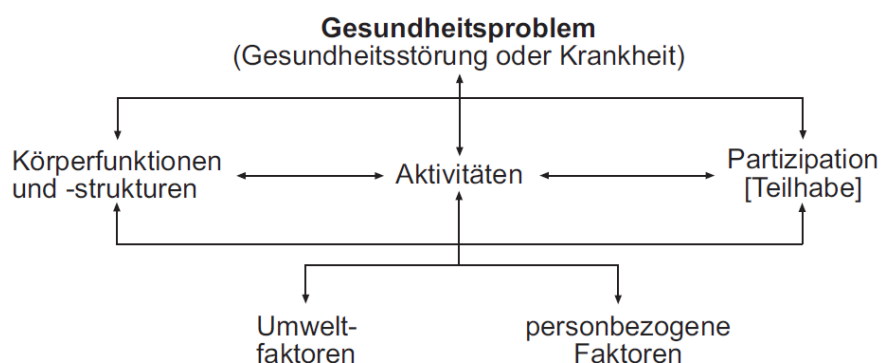 Gesundheitsproblem
(Gesundheitsstörung oder Krankheit)
Körperfunktionen
und -strukturen
Aktivitäten
Partizipation
[Teilhabe]
Umwelt-
faktoren
personbezogene
Faktoren